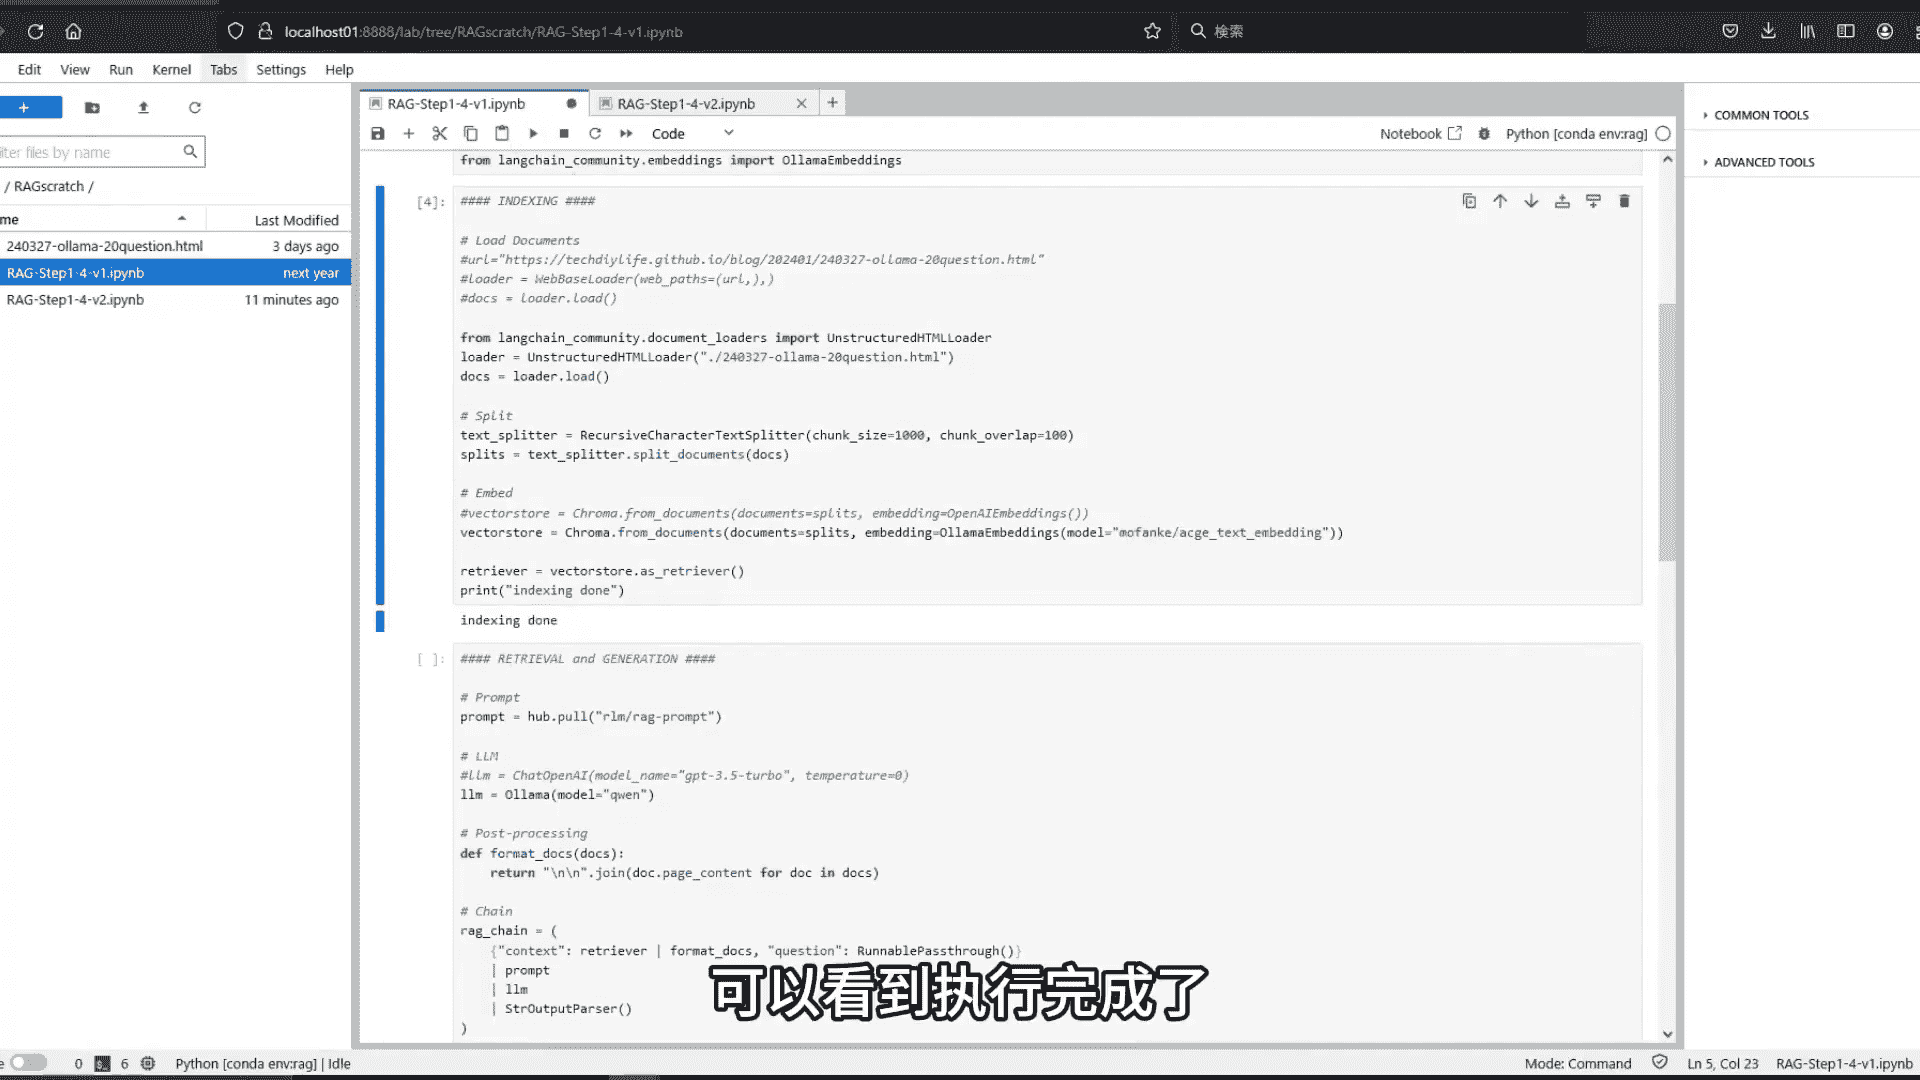 localhost01:8888/lab/tree/RAGscratch/RAG-Step1-4-v1.ipynb
検索
Edit View Run Kernel Tabs Settings Help
+
RAG-Step1-4-v1.ipynb
RAG-Step1-4-v2.ipynb
Code
Notebook
Python [conda env:rag]
COMMON TOOLS
ADVANCED TOOLS
files by name
/ RAGscratch /
me Last Modified
240327-ollama-20question.html 3 days ago
RAG-Step1-4-v1.ipynb next year
RAG-Step1-4-v2.ipynb 11 minutes ago
from langchain_community.embeddings import OllamaEmbeddings
[4]: #### INDEXING ####
# Load Documents
#url="https://techdiylife.github.io/blog/202401/240327-ollama-20question.html"
#loader = WebBaseLoader(web_paths=(url,),)
#docs = loader.load()
from langchain_community.document_loaders import UnstructuredHTMLLoader
loader = UnstructuredHTMLLoader("./240327-ollama-20question.html")
docs = loader.load()
# Split
text_splitter = RecursiveCharacterTextSplitter(chunk_size=1000, chunk_overlap=100)
splits = text_splitter.split_documents(docs)
# Embed
#vectorstore = Chroma.from_documents(documents=splits, embedding=OpenAIEmbeddings())
vectorstore = Chroma.from_documents(documents=splits, embedding=OllamaEmbeddings(model="mofanke/acge_text_embedding"))
retriever = vectorstore.as_retriever()
print("indexing done")
indexing done
[ ]: #### RETRIEVAL and GENERATION ####
# Prompt
prompt = hub.pull("rlm/rag-prompt")
# LLM
#llm = ChatOpenAI(model_name="gpt-3.5-turbo", temperature=0)
llm = Ollama(model="qwen")
# Post-processing
def format_docs(docs):
    return "\n\n".join(doc.page_content for doc in docs)
# Chain
rag_chain = (
    {"context": retriever | format_docs, "question": RunnablePassthrough()}
    | prompt
    | llm
    | StrOutputParser()
)
可以看到执行完成了
0 6 Python [conda env:rag] | Idle
Mode: Command
Ln 5, Col 23
RAG-Step1-4-v1.ipynb